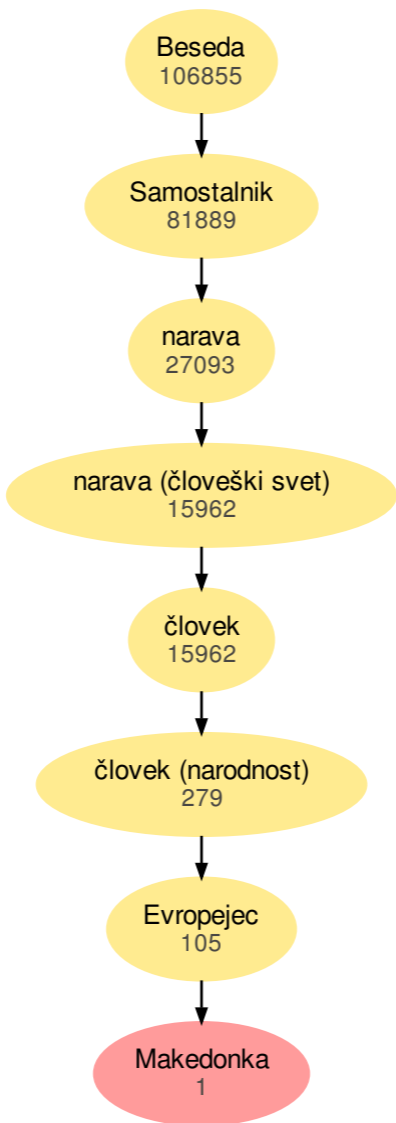 Beseda
106855
Samostalnik
81889
narava
27093
narava (človeški svet)
15962
človek
15962
človek (narodnost)
279
Evropejec
105
Makedonka
1